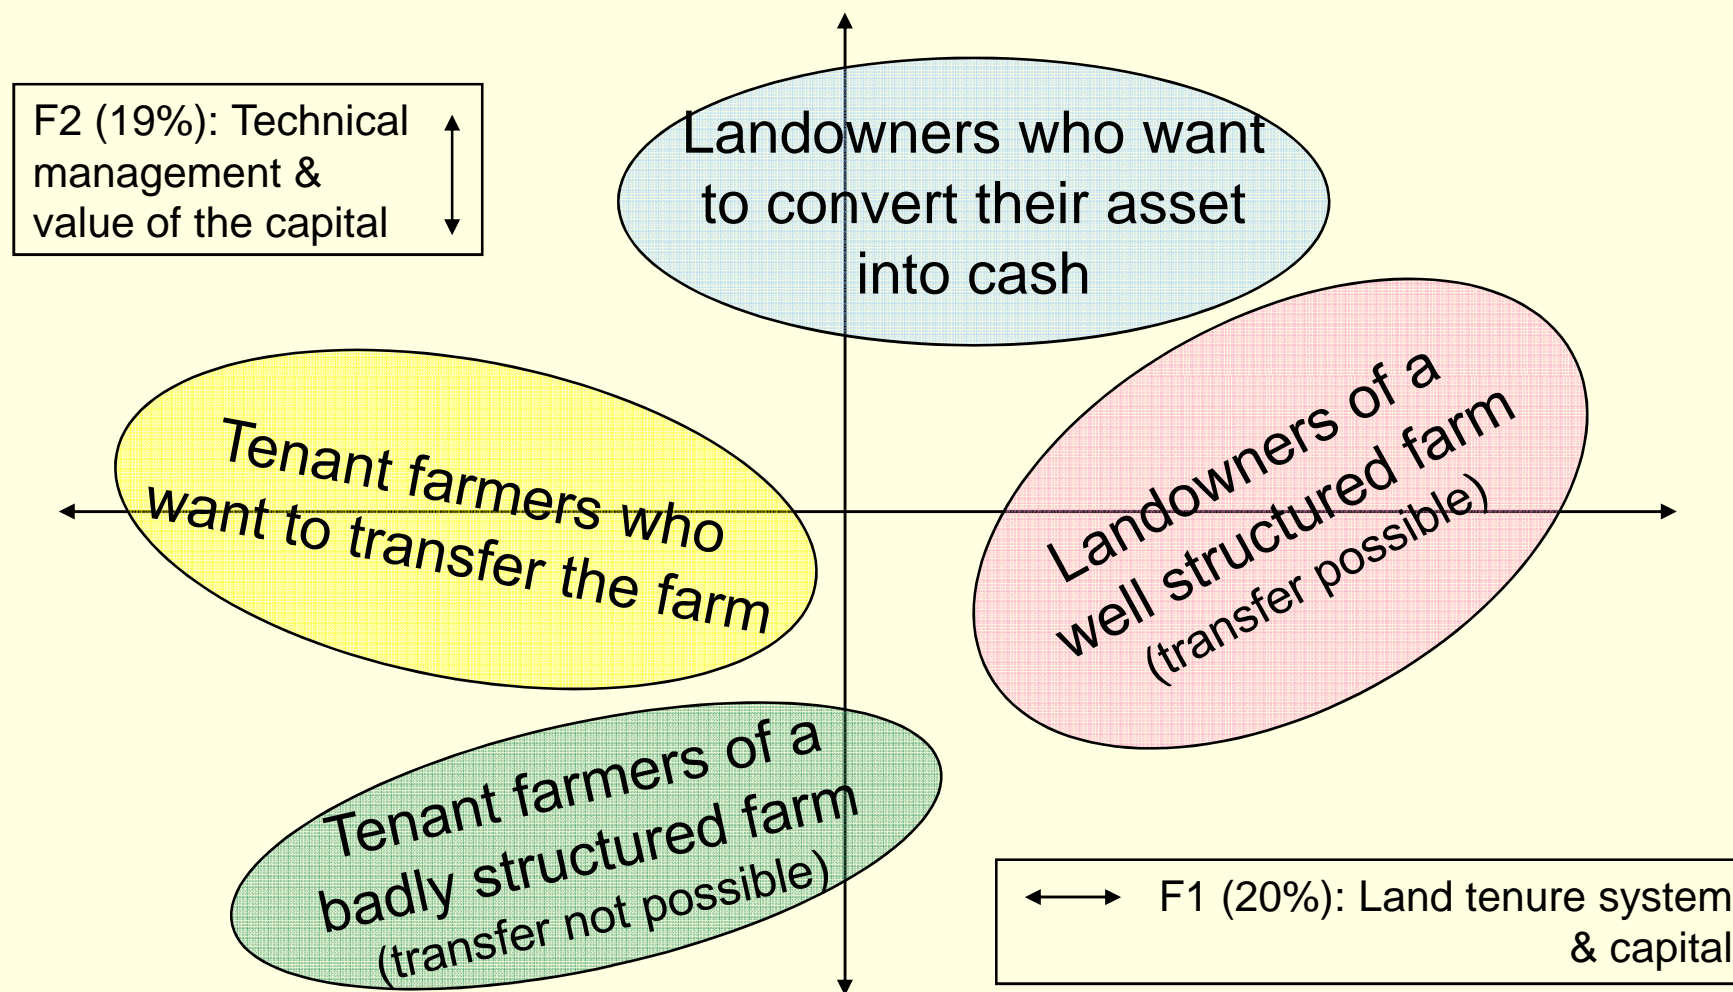 F2 (19%): Technical
management &
value of the capital
Landowners who want
to convert their asset
into cash
Landowners of a
well structured farm
(transfer possible)
Tenant farmers who
want to transfer the farm
Tenant farmers of a
badly structured farm
(transfer not possible)
F1 (20%): Land tenure system
& capital